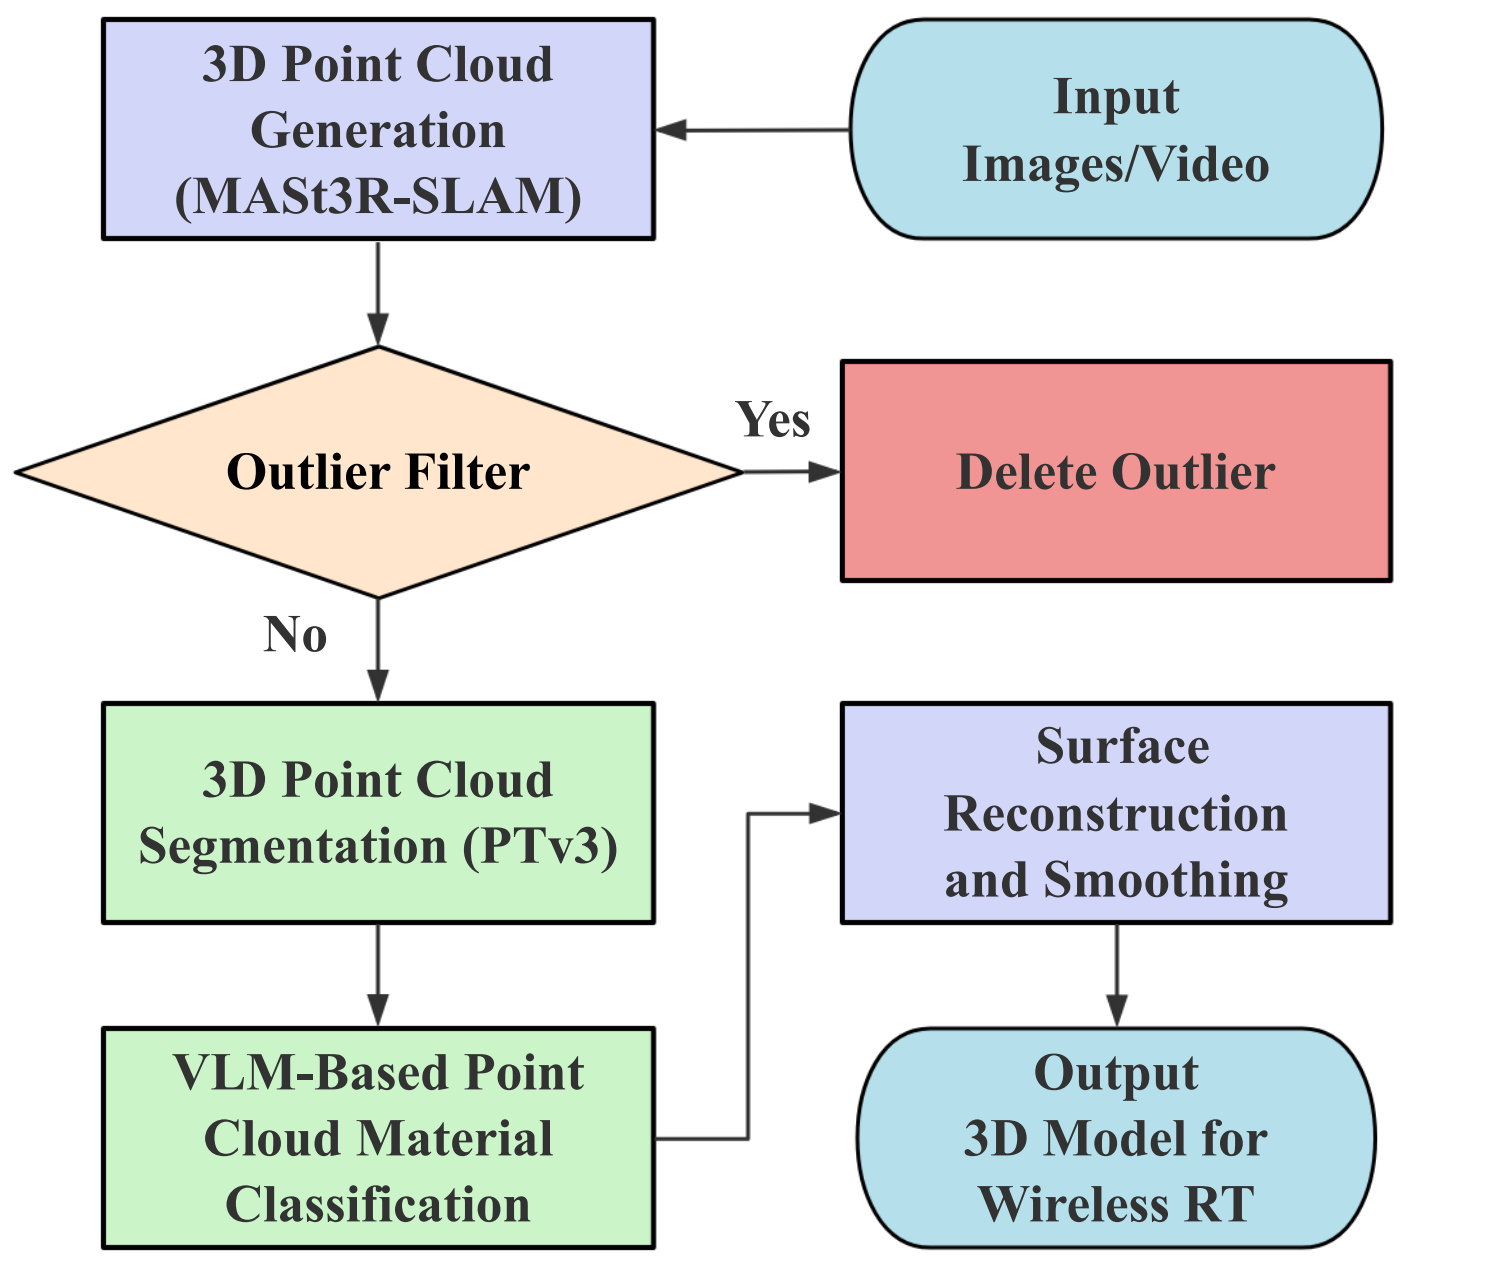 3D Point Cloud
Generation
(MASt3R-SLAM)
Input
Images/Video
Outlier Filter
Yes
Delete Outlier
No
3D Point Cloud
Segmentation (PTv3)
Surface
Reconstruction
and Smoothing
VLM-Based Point
Cloud Material
Classification
Output
3D Model for
Wireless RT